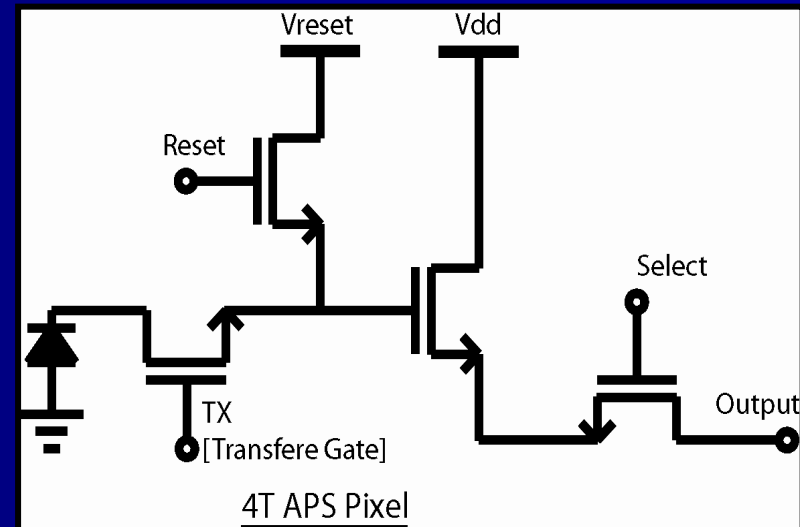 Vreset
Vdd
Reset
Select
Output
TX
[Transfere Gate]
4T APS Pixel